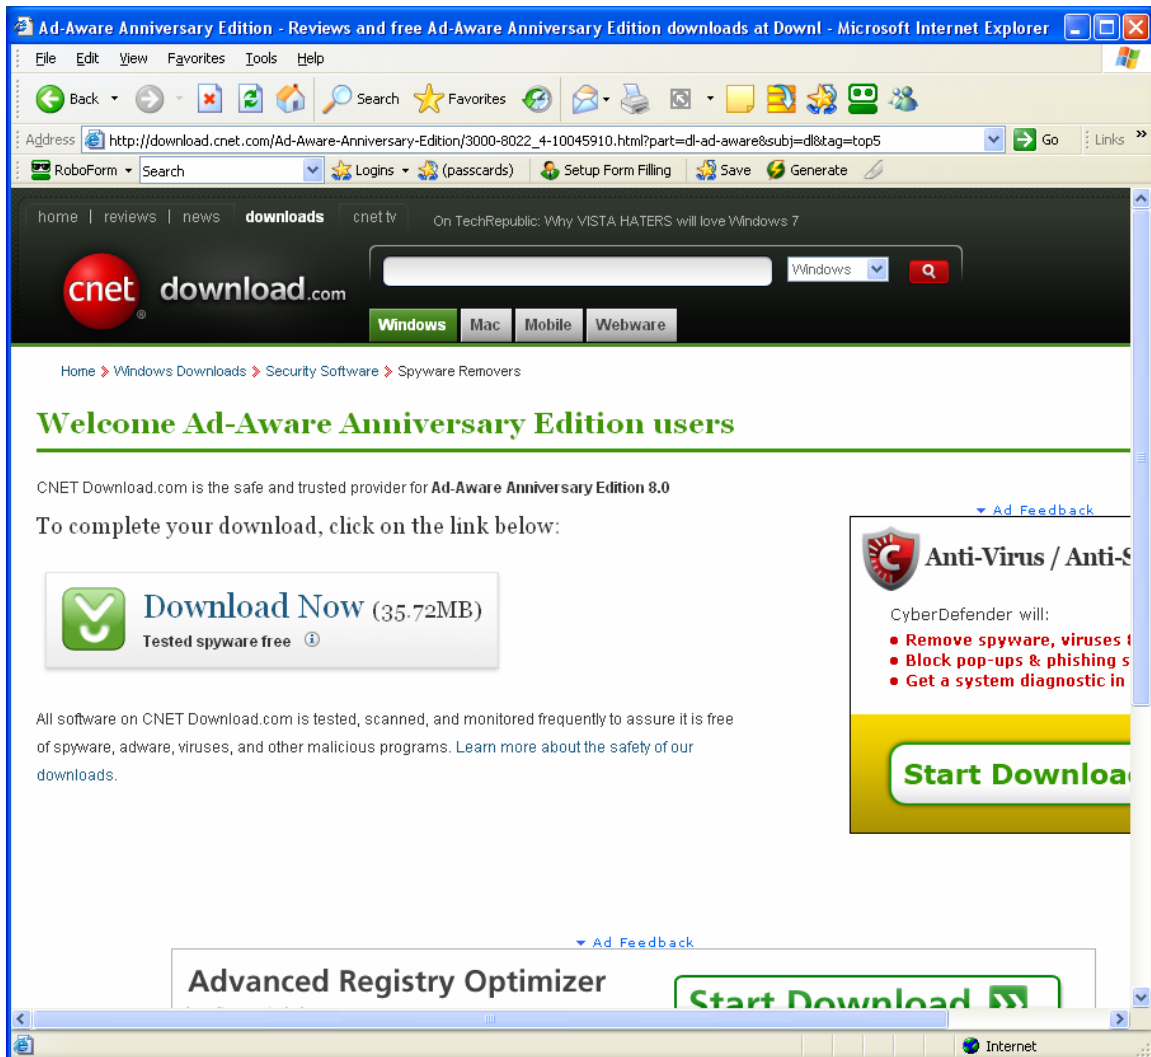 Ad-Aware Anniversary Edition - Reviews and free Ad-Aware Anniversary Edition downloads at Downl - Microsoft Internet Explorer
File Edit View Favorites Tools Help
Back Search Favorites
Address http://download.cnet.com/Ad-Aware-Anniversary-Edition/3000-8022_4-10045910.html?part=dl-ad-aware&subj=dl&tag=top5 Go Links »
RoboForm Search Logins (passcards) Setup Form Filling Save Generate
home | reviews | news downloads cnet tv On TechRepublic: Why VISTA HATERS will love Windows 7
cnet download.com Windows
®
Windows Mac Mobile Webware
Home > Windows Downloads > Security Software > Spyware Removers
Welcome Ad-Aware Anniversary Edition users
CNET Download.com is the safe and trusted provider for Ad-Aware Anniversary Edition 8.0
To complete your download, click on the link below:
Download Now (35.72MB)
Tested spyware free
All software on CNET Download.com is tested, scanned, and monitored frequently to assure it is free
of spyware, adware, viruses, and other malicious programs. Learn more about the safety of our
downloads.
Ad Feedback
Anti-Virus / Anti-S
CyberDefender will:
• Remove spyware, viruses
• Block pop-ups & phishing s
• Get a system diagnostic in
Start Downloa
Ad Feedback
Advanced Registry Optimizer
Start Download
Internet